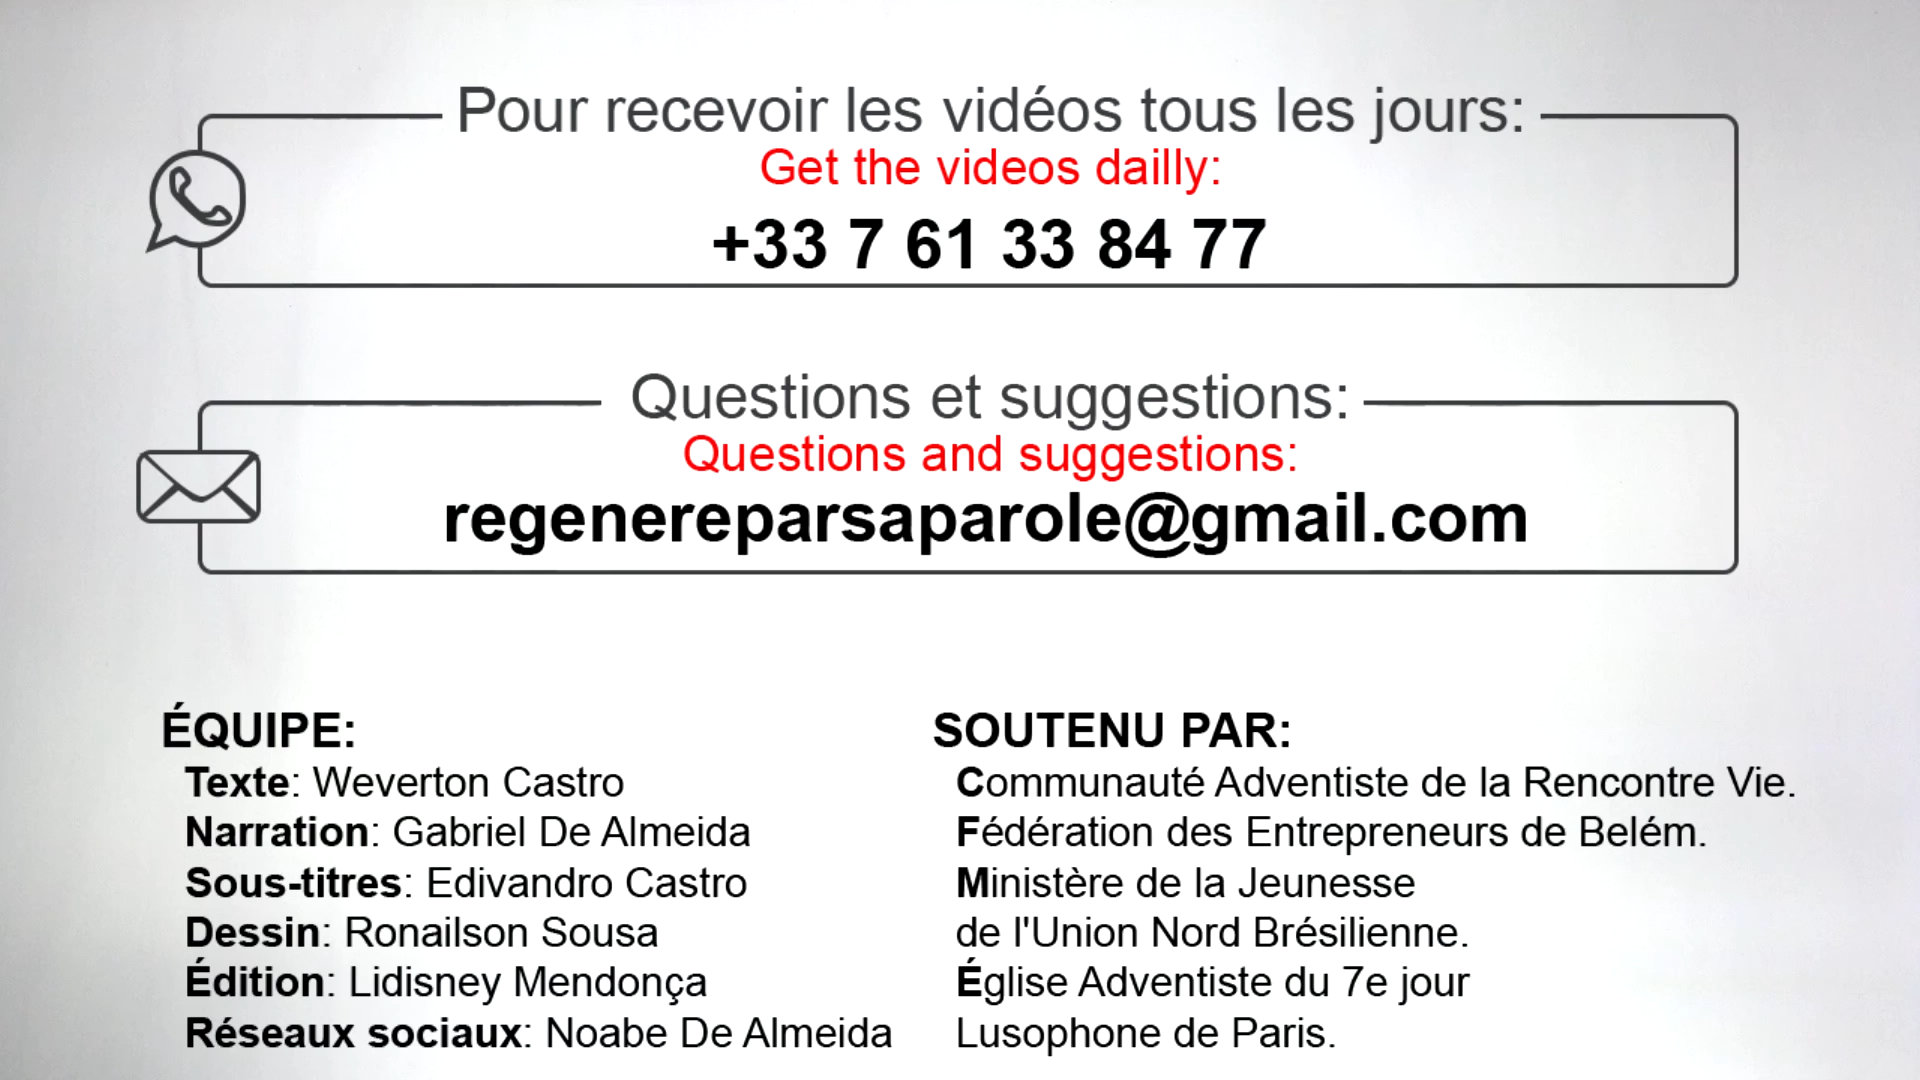 Pour recevoir les vidéos tous les jours:
Get the videos dailly:
+33 7 61 33 84 77
Questions et suggestions:
Questions and suggestions:
regenereparsaparole@gmail.com
ÉQUIPE:
Texte: Weverton Castro
Narration: Gabriel De Almeida
Sous-titres: Edivandro Castro
Dessin: Ronailson Sousa
Édition: Lidisney Mendonça
Réseaux sociaux: Noabe De Almeida
SOUTENU PAR:
Communauté Adventiste de la Rencontre Vie.
Fédération des Entrepreneurs de Belém.
Ministère de la Jeunesse
de l'Union Nord Brésilienne.
Église Adventiste du 7e jour
Lusophone de Paris.